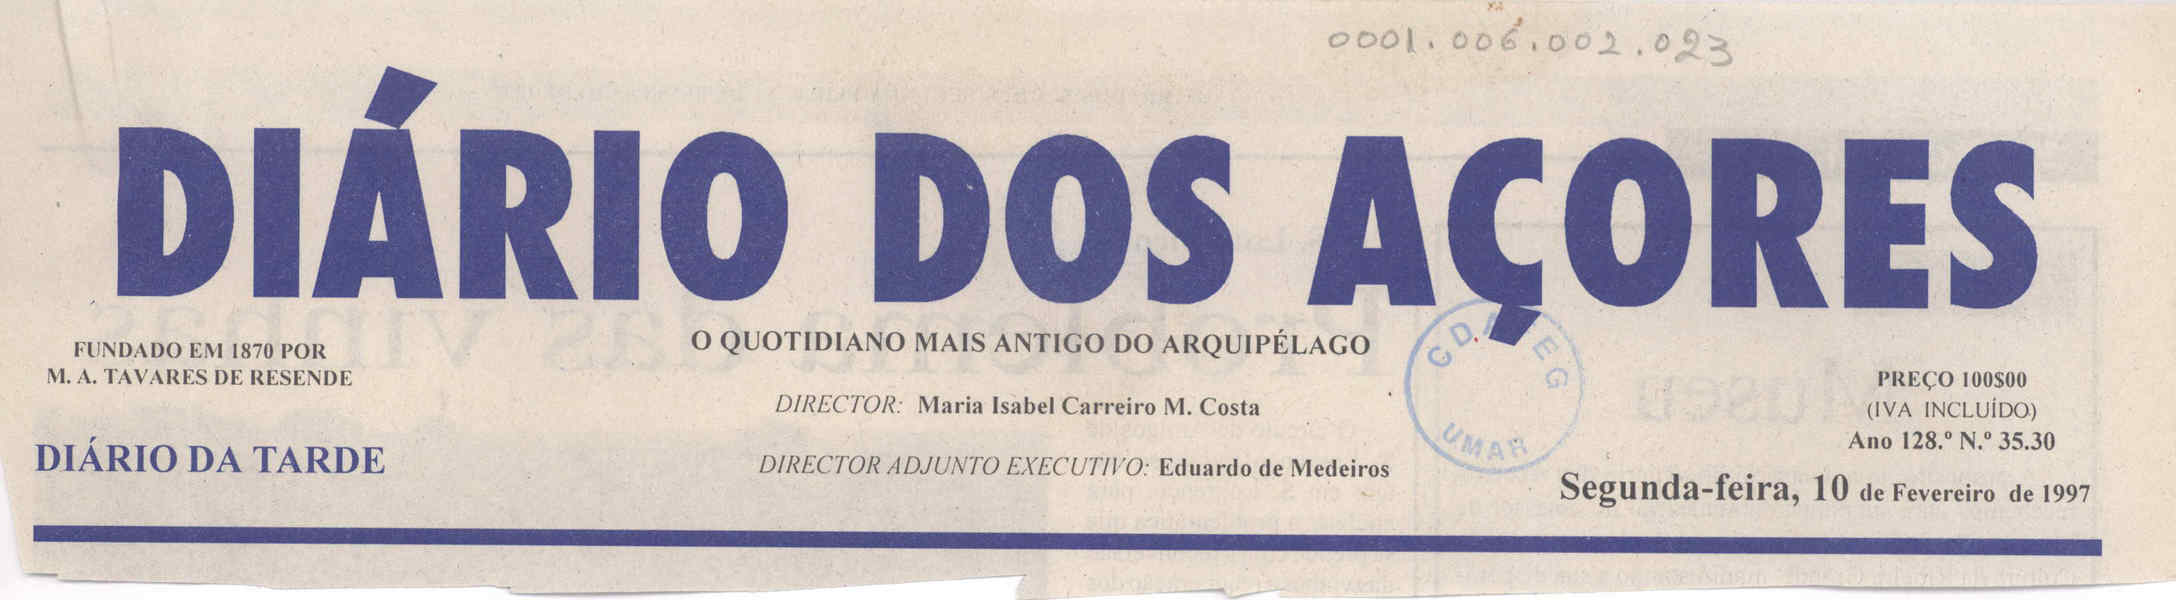 0001.006.002.023
DIÁRIO DOS AÇORES
FUNDADO EM 1870 POR
M. A. TAVARES DE RESENDE
DIÁRIO DA TARDE
O QUOTIDIANO MAIS ANTIGO DO ARQUIPÉLAGO
DIRECTOR: Maria Isabel Carreiro M. Costa
DIRECTOR ADJUNTO EXECUTIVO: Eduardo de Medeiros
UMAR
PREÇO 100$00
(IVA INCLUÍDO)
Ano 128.º N.º 35.30
Segunda-feira, 10 de Fevereiro de 1997